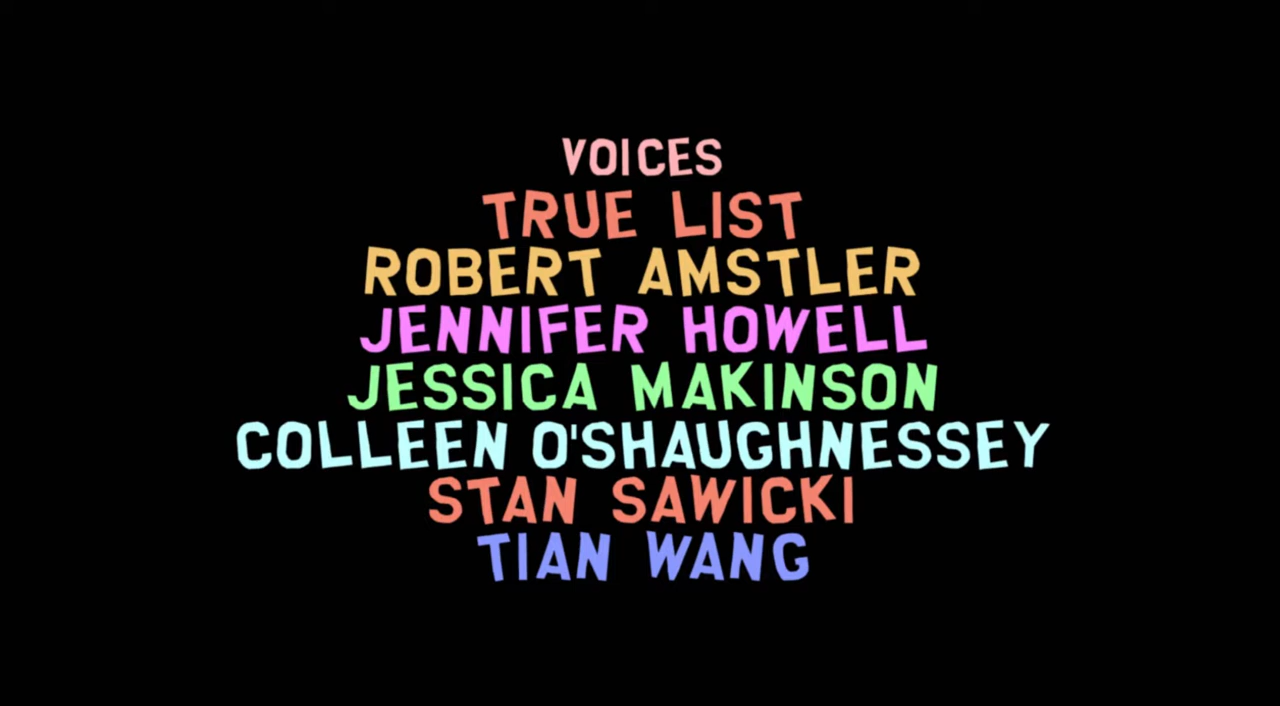 VOICES
TRUE LIST
ROBERT AMSTLER
JENNIFER HOWELL
JESSICA MAKINSON
COLLEEN O'SHAUGHNESSEY
STAN SAWICKI
TIAN WANG